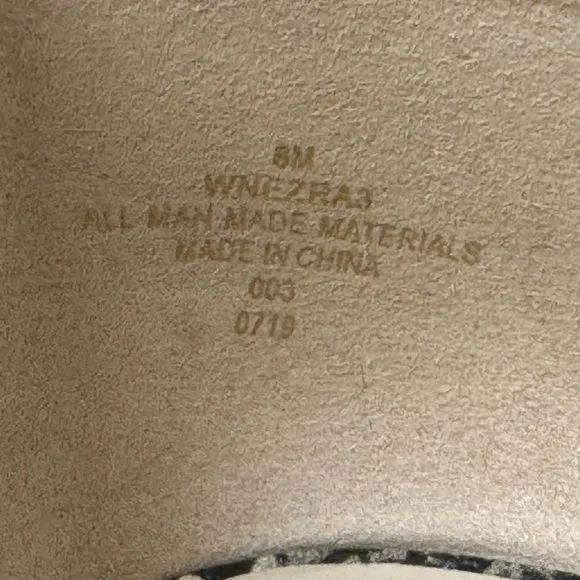 8M
WNEZRA3
ALL MAN MADE MATERIALS
MADE IN CHINA
003
0719